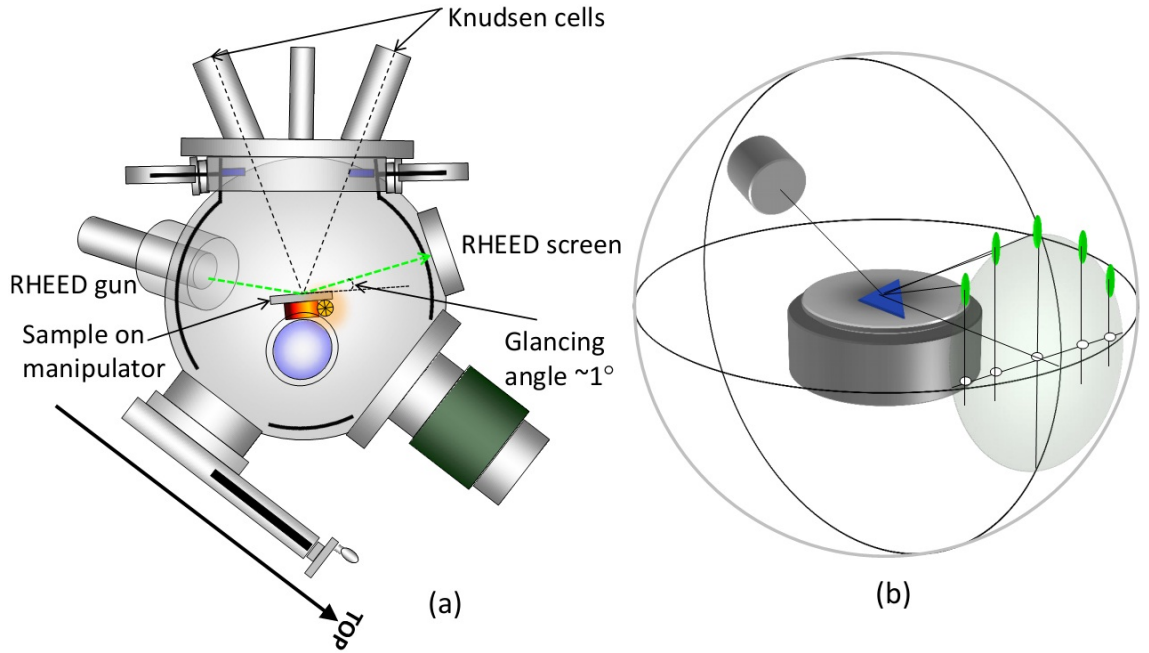 Knudsen cells
RHEED screen
RHEED gun
Sample on
manipulator
Glancing
angle ~1°
TOP
(a)
(b)